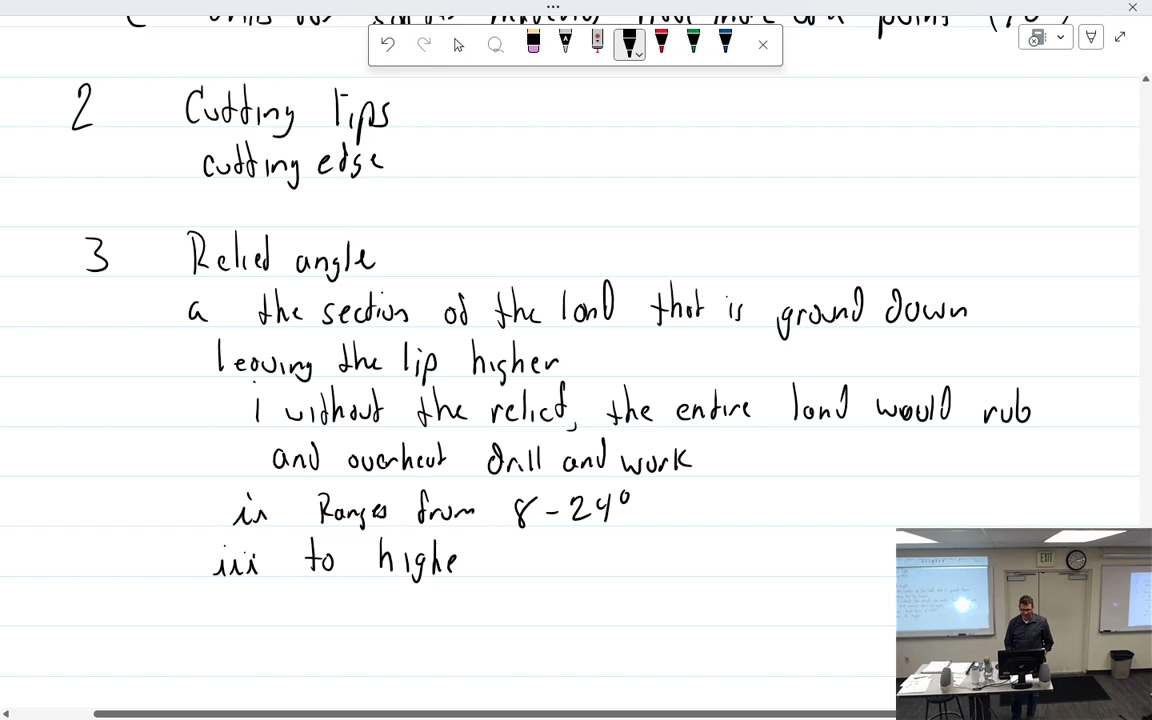 2 Cutting lips
cutting edge
3 Relief angle
a the section of the land that is ground down
leaving the lip higher
i without the relief, the entire land would rub
and overheat drill and work
ii Ranges from 8-24°
iii to highe
EXIT